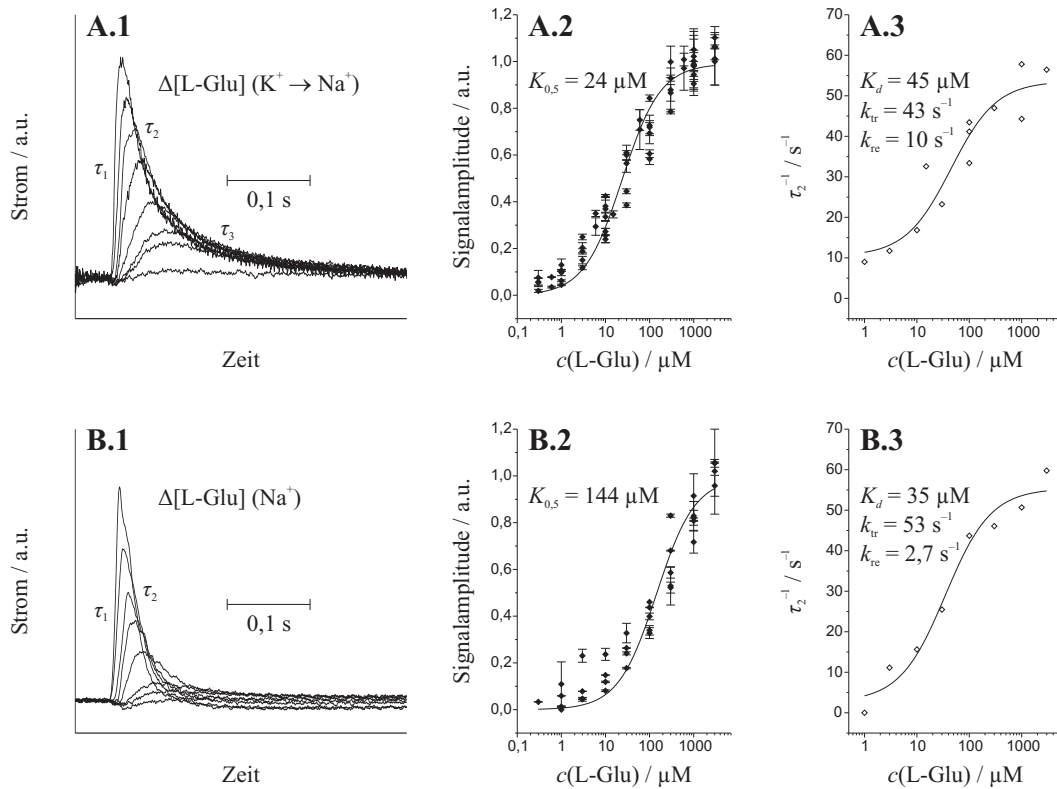 A.1
Δ[L-Glu] (K⁺ → Na⁺)
τ₁
τ₂
τ₃
0,1 s
Strom / a.u.
Zeit
A.2
K₀,₅ = 24 µM
Signalamplitude / a.u.
1,2
1,0
0,8
0,6
0,4
0,2
0,0
0,1 1 10 100 1000
c(L-Glu) / µM
A.3
K_d = 45 µM
k_tr = 43 s⁻¹
k_re = 10 s⁻¹
τ₂⁻¹ / s⁻¹
70
60
50
40
30
20
10
0
1 10 100 1000
c(L-Glu) / µM
B.1
Δ[L-Glu] (Na⁺)
τ₁
τ₂
0,1 s
Strom / a.u.
Zeit
B.2
K₀,₅ = 144 µM
Signalamplitude / a.u.
1,2
1,0
0,8
0,6
0,4
0,2
0,0
0,1 1 10 100 1000
c(L-Glu) / µM
B.3
K_d = 35 µM
k_tr = 53 s⁻¹
k_re = 2,7 s⁻¹
τ₂⁻¹ / s⁻¹
70
60
50
40
30
20
10
0
1 10 100 1000
c(L-Glu) / µM